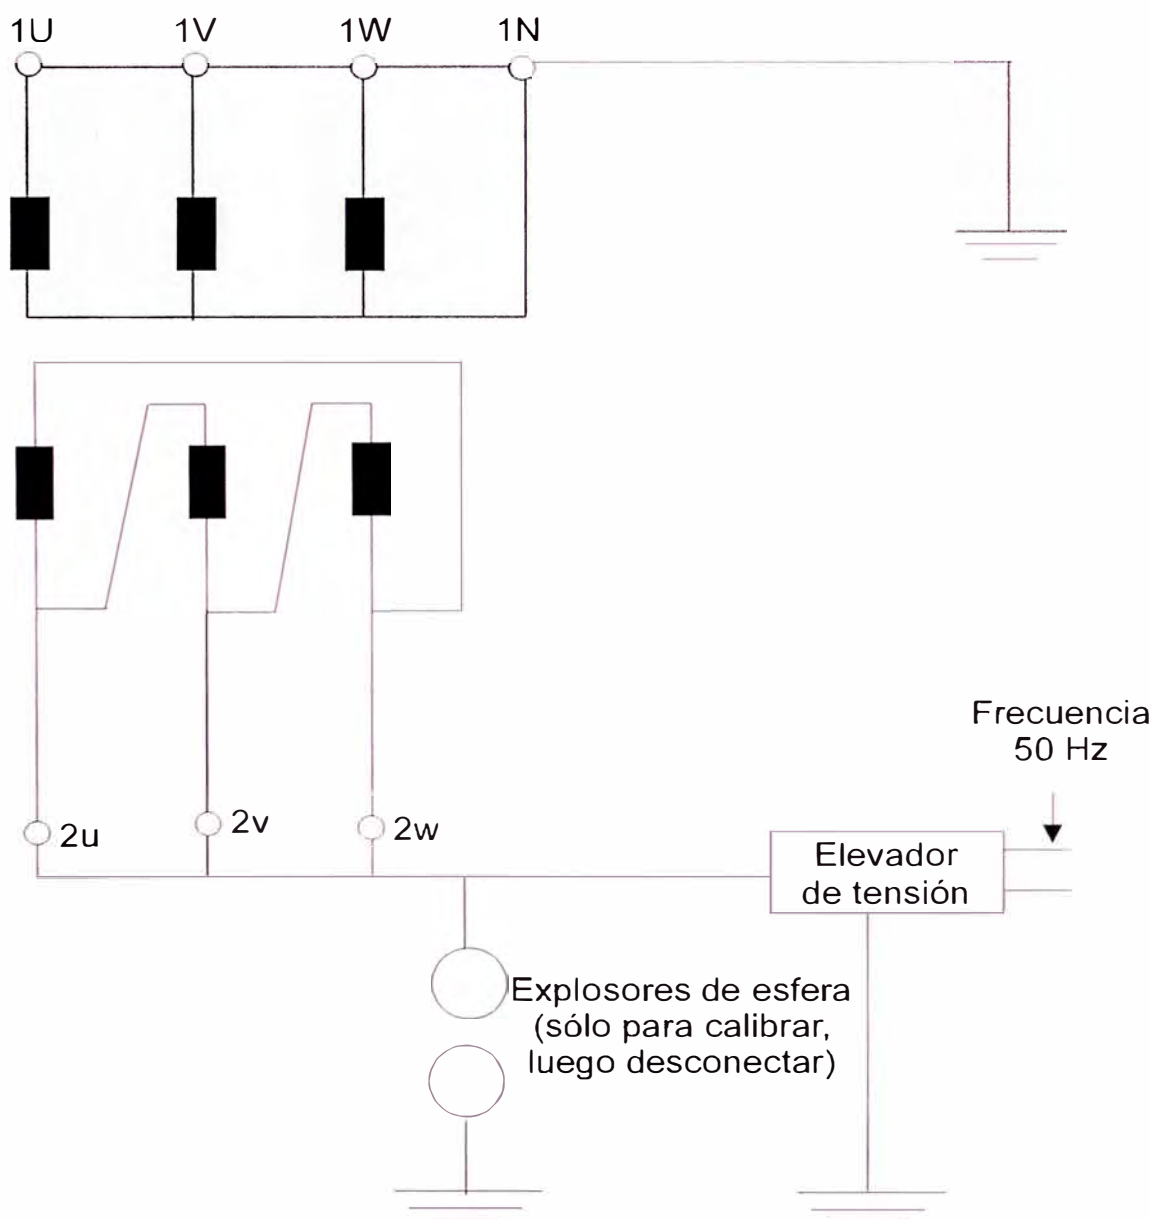 1U 1V 1W 1N
Frecuencia
50 Hz
2u 2v 2w
Elevador
de tensión
Explosores de esfera
(sólo para calibrar,
luego desconectar)